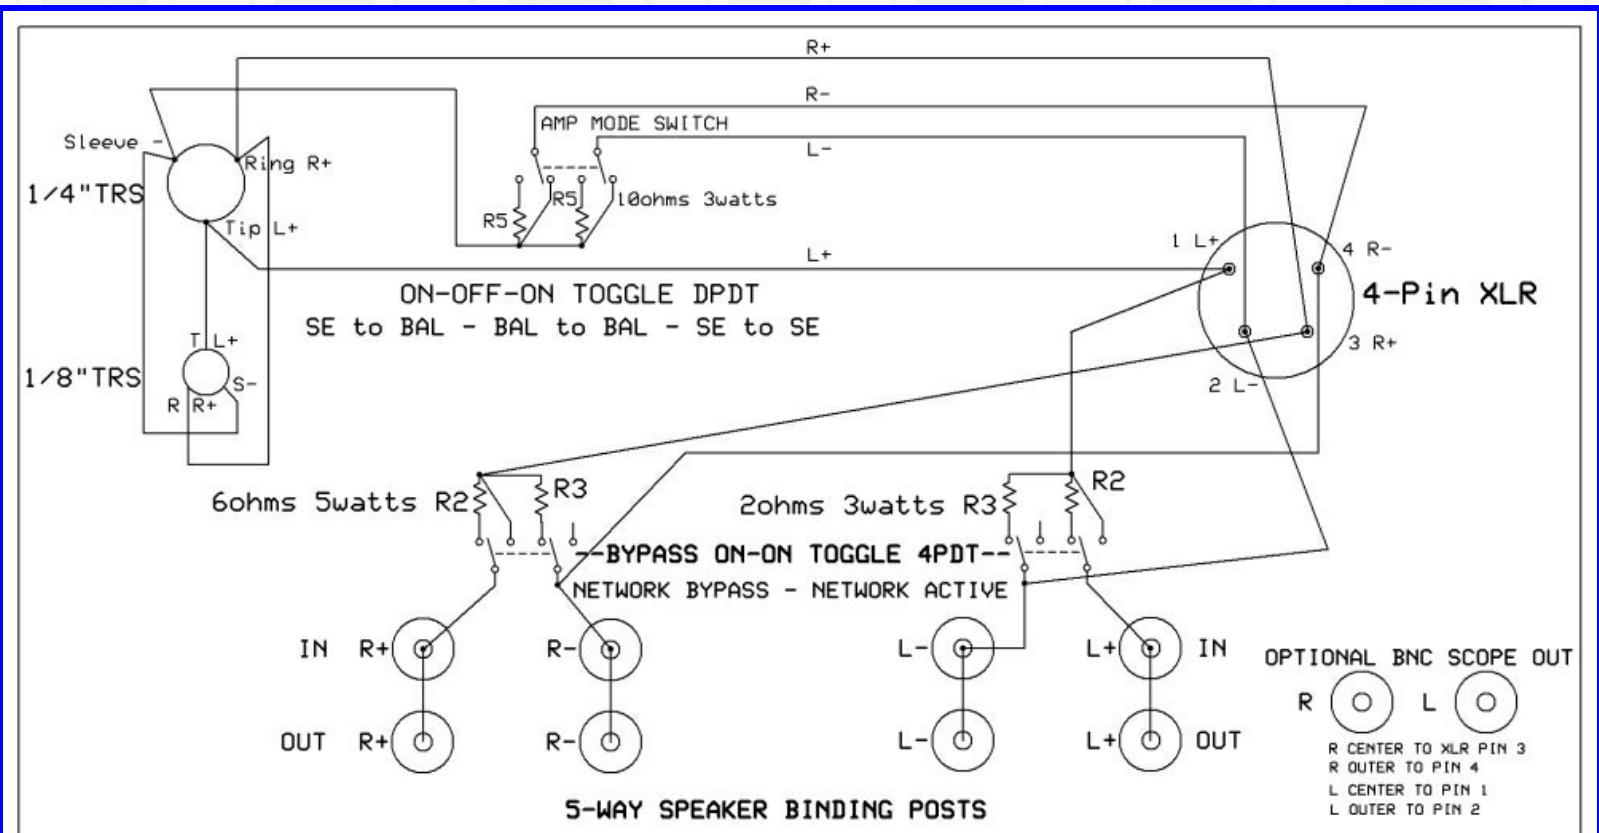 R+
R-
AMP MODE SWITCH
Sleeve -
L-
Ring R+
1/4"TRS
R5
R5
10ohms 3watts
Tip L+
1 L+
4 R-
L+
ON-OFF-ON TOGGLE DPDT
4-Pin XLR
SE to BAL - BAL to BAL - SE to SE
T L+
3 R+
1/8"TRS
S-
2 L-
R R+
6ohms 5watts R2
R3
2ohms 3watts R3
R2
--BYPASS ON-ON TOGGLE 4PDT--
NETWORK BYPASS - NETWORK ACTIVE
IN R+
R-
L-
L+
IN
OPTIONAL BNC SCOPE OUT
R
L
OUT R+
R-
L-
L+
OUT
R CENTER TO XLR PIN 3
R OUTER TO PIN 4
L CENTER TO PIN 1
L OUTER TO PIN 2
5-WAY SPEAKER BINDING POSTS